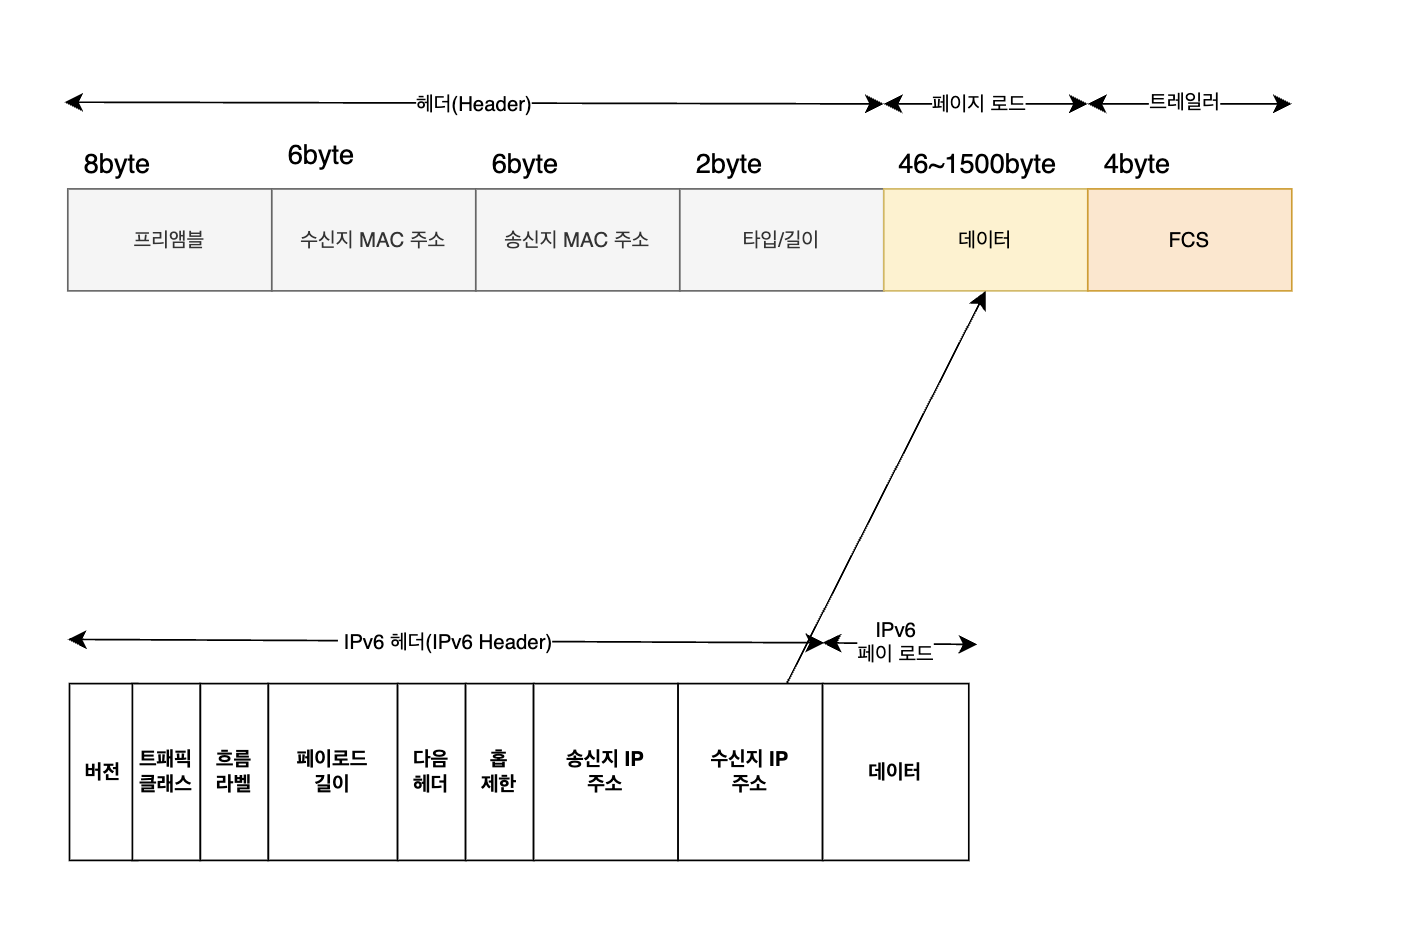 헤더(Header)
페이지 로드
트레일러
8byte
6byte
6byte
2byte
46~1500byte
4byte
프리앰블
수신지 MAC 주소
송신지 MAC 주소
타입/길이
데이터
FCS
IPv6 헤더(IPv6 Header)
IPv6
페이 로드
버전
트패픽
클래스
흐름
라벨
페이로드
길이
다음
헤더
홉
제한
송신지 IP
주소
수신지 IP
주소
데이터